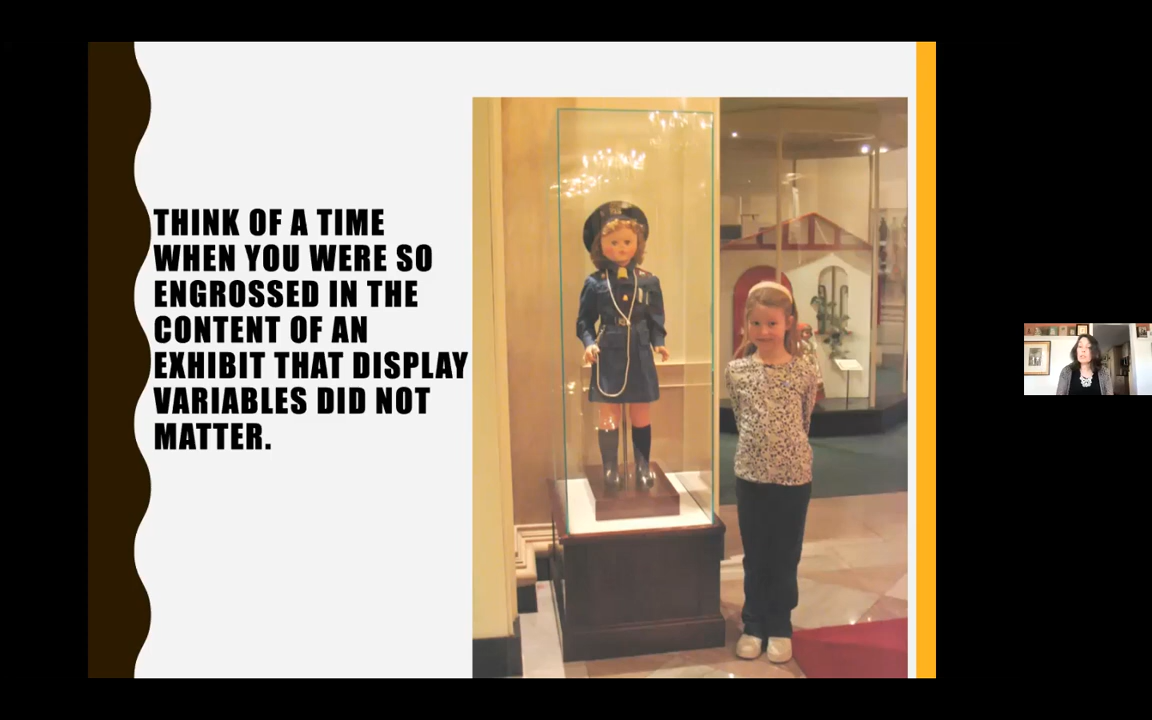 THINK OF A TIME
WHEN YOU WERE SO
ENGROSSED IN THE
CONTENT OF AN
EXHIBIT THAT DISPLAY
VARIABLES DID NOT
MATTER.